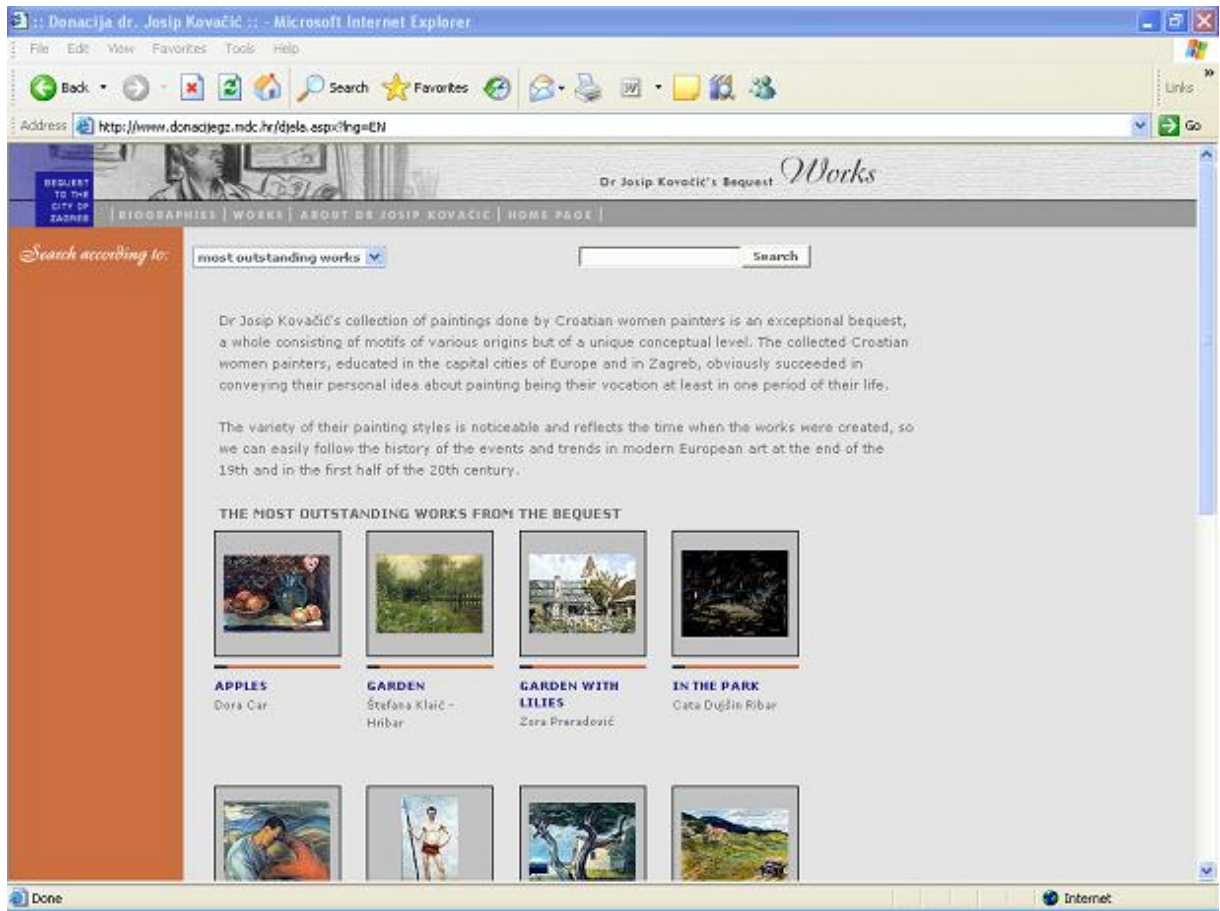 :: Donacija dr. Josip Kovačić :: - Microsoft Internet Explorer
File Edit View Favorites Tools Help
Back Search Favorites Links
Address http://www.donacijegz.mdc.hr/djela.aspx?lng=EN Go
BEQUEST
TO THE
CITY OF
ZAGREB
Dr Josip Kovačić's Bequest Works
| BIOGRAPHIES | WORKS | ABOUT DR JOSIP KOVAČIĆ | HOME PAGE |
Search according to: most outstanding works Search
Dr Josip Kovačić's collection of paintings done by Croatian women painters is an exceptional bequest,
a whole consisting of motifs of various origins but of a unique conceptual level. The collected Croatian
women painters, educated in the capital cities of Europe and in Zagreb, obviously succeeded in
conveying their personal idea about painting being their vocation at least in one period of their life.
The variety of their painting styles is noticeable and reflects the time when the works were created, so
we can easily follow the history of the events and trends in modern European art at the end of the
19th and in the first half of the 20th century.
THE MOST OUTSTANDING WORKS FROM THE BEQUEST
APPLES
Dora Car
GARDEN
Štefana Klaić -
Hribar
GARDEN WITH
LILIES
Zora Preradović
IN THE PARK
Cata Dujšin Ribar
Done Internet